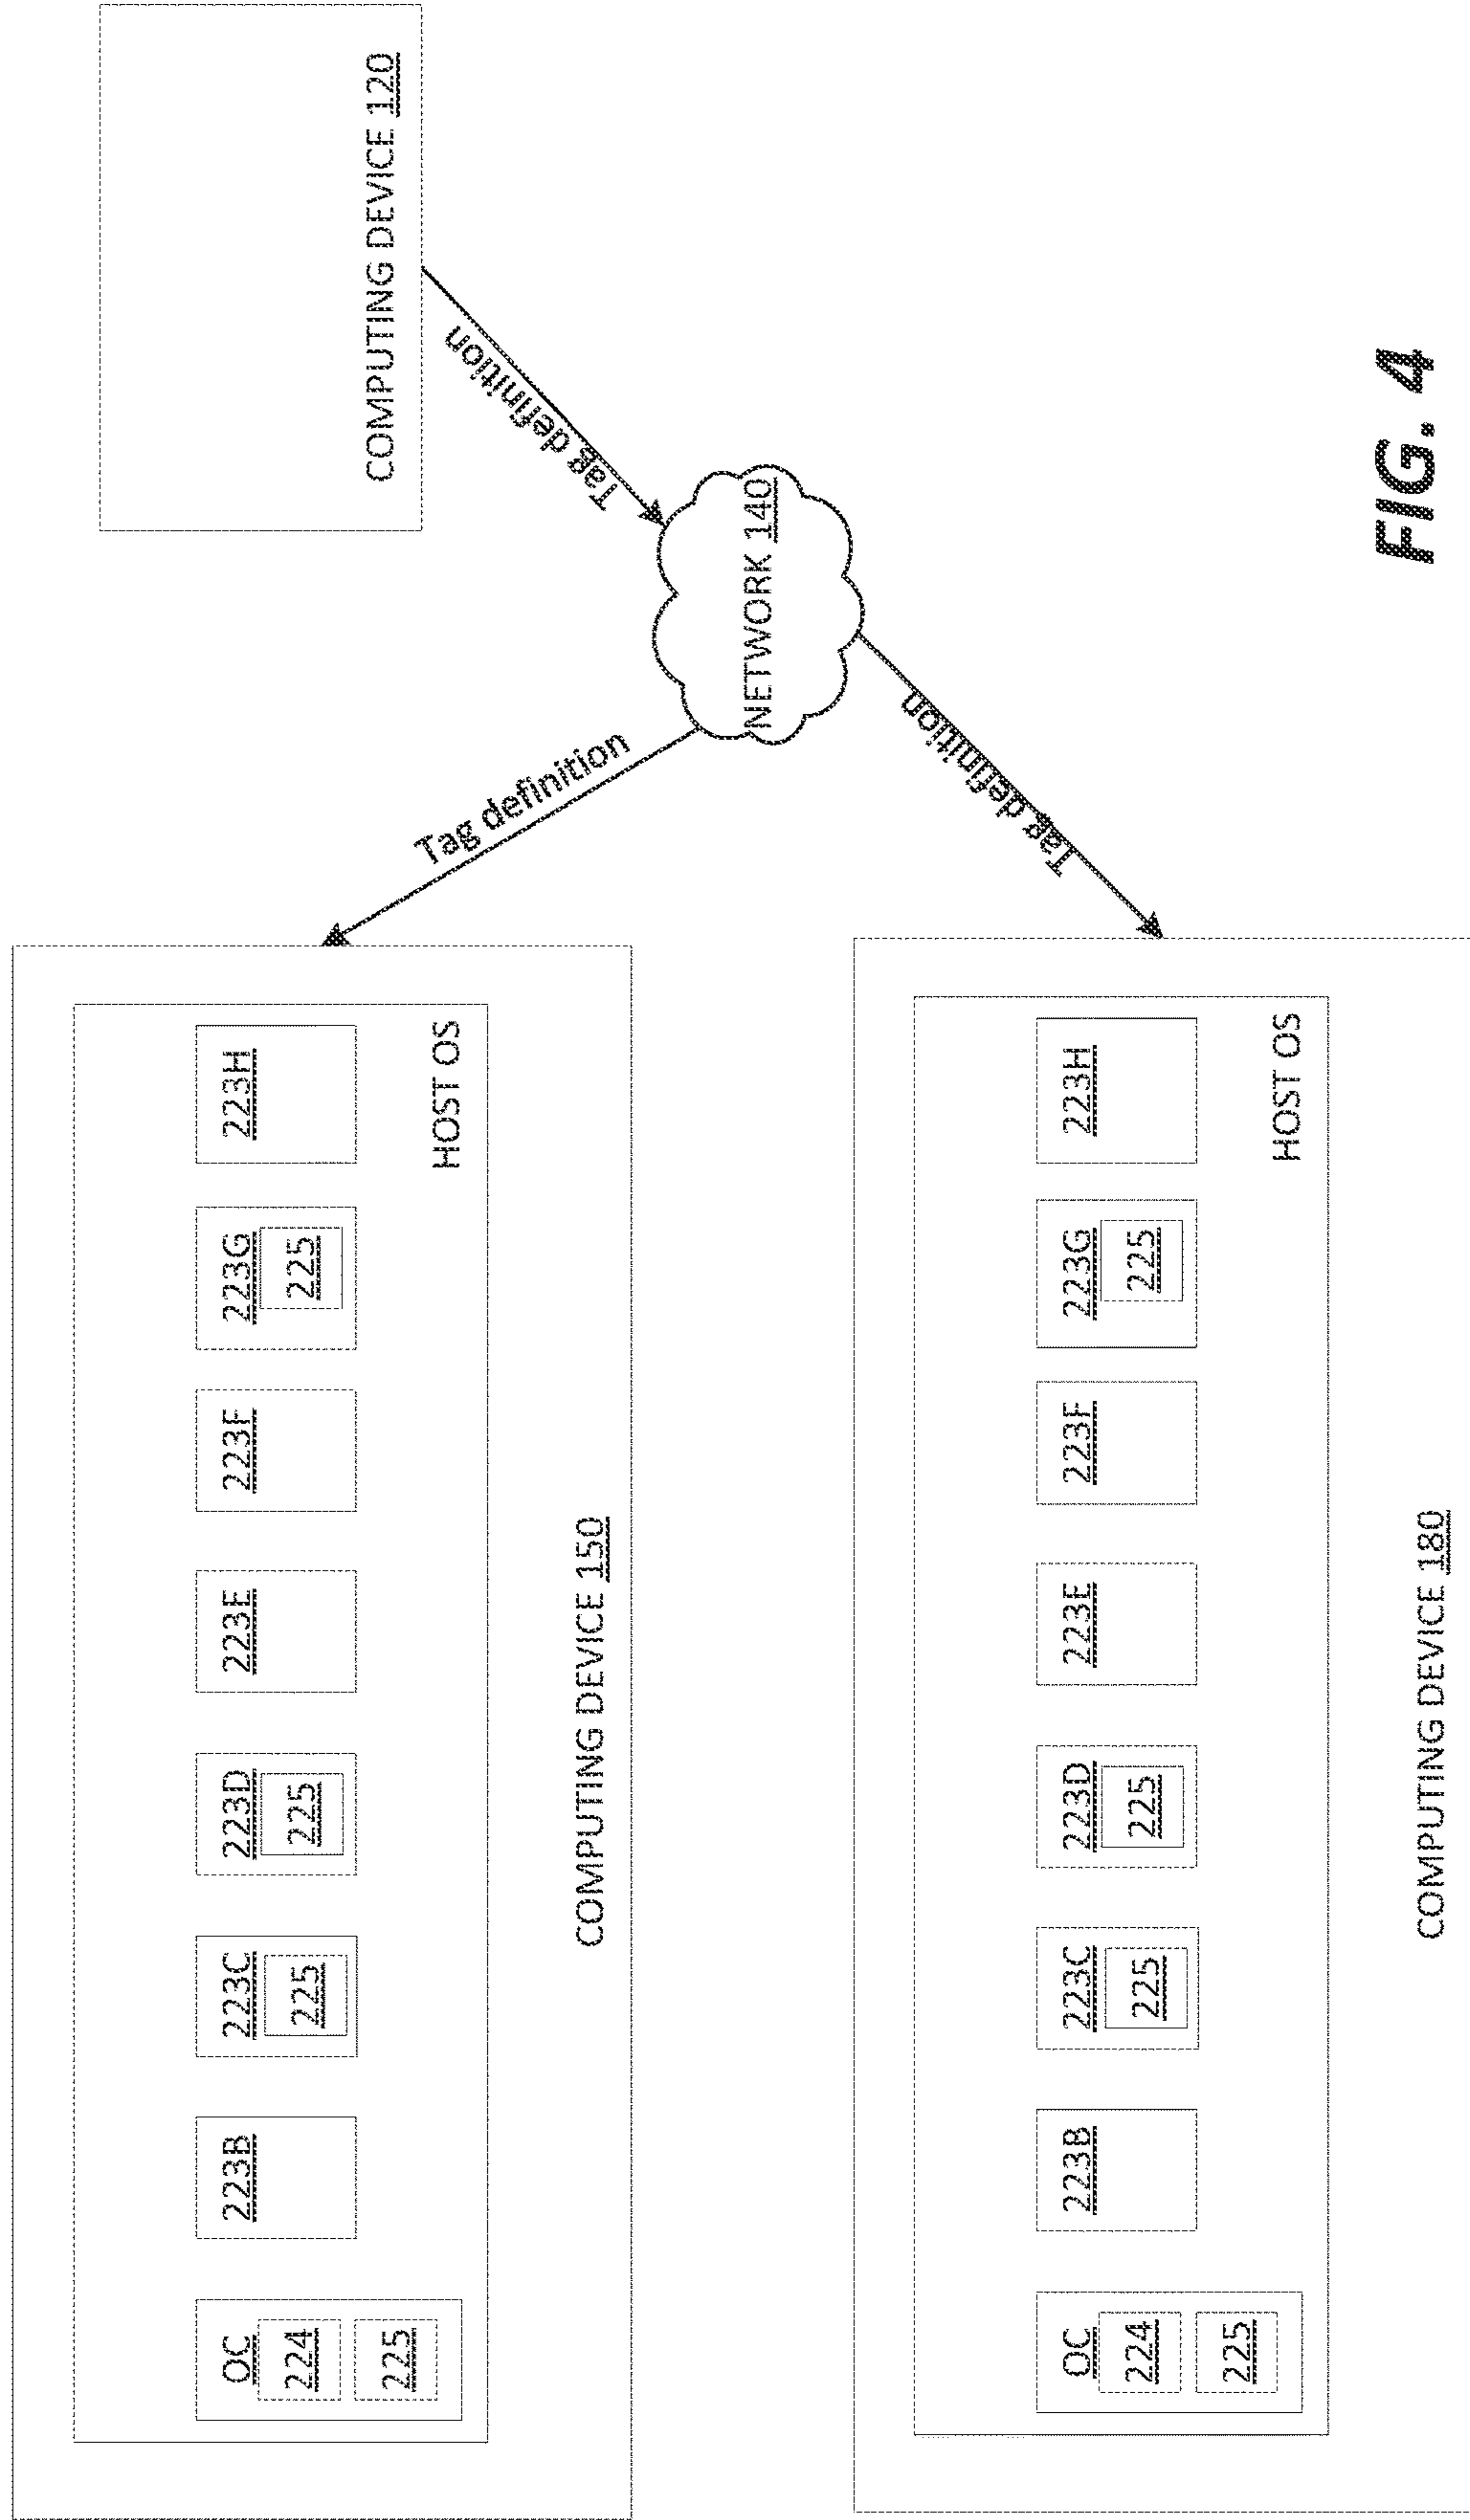 OC
224
225
223B
223C
225
223D
225
223E
223F
223G
225
223H
HOST OS
COMPUTING DEVICE 150
COMPUTING DEVICE 120
Tag definition
Tag definition
NETWORK 140
Tag definition
OC
224
225
223B
223C
225
223D
225
223E
223F
223G
225
223H
HOST OS
COMPUTING DEVICE 180
FIG. 4